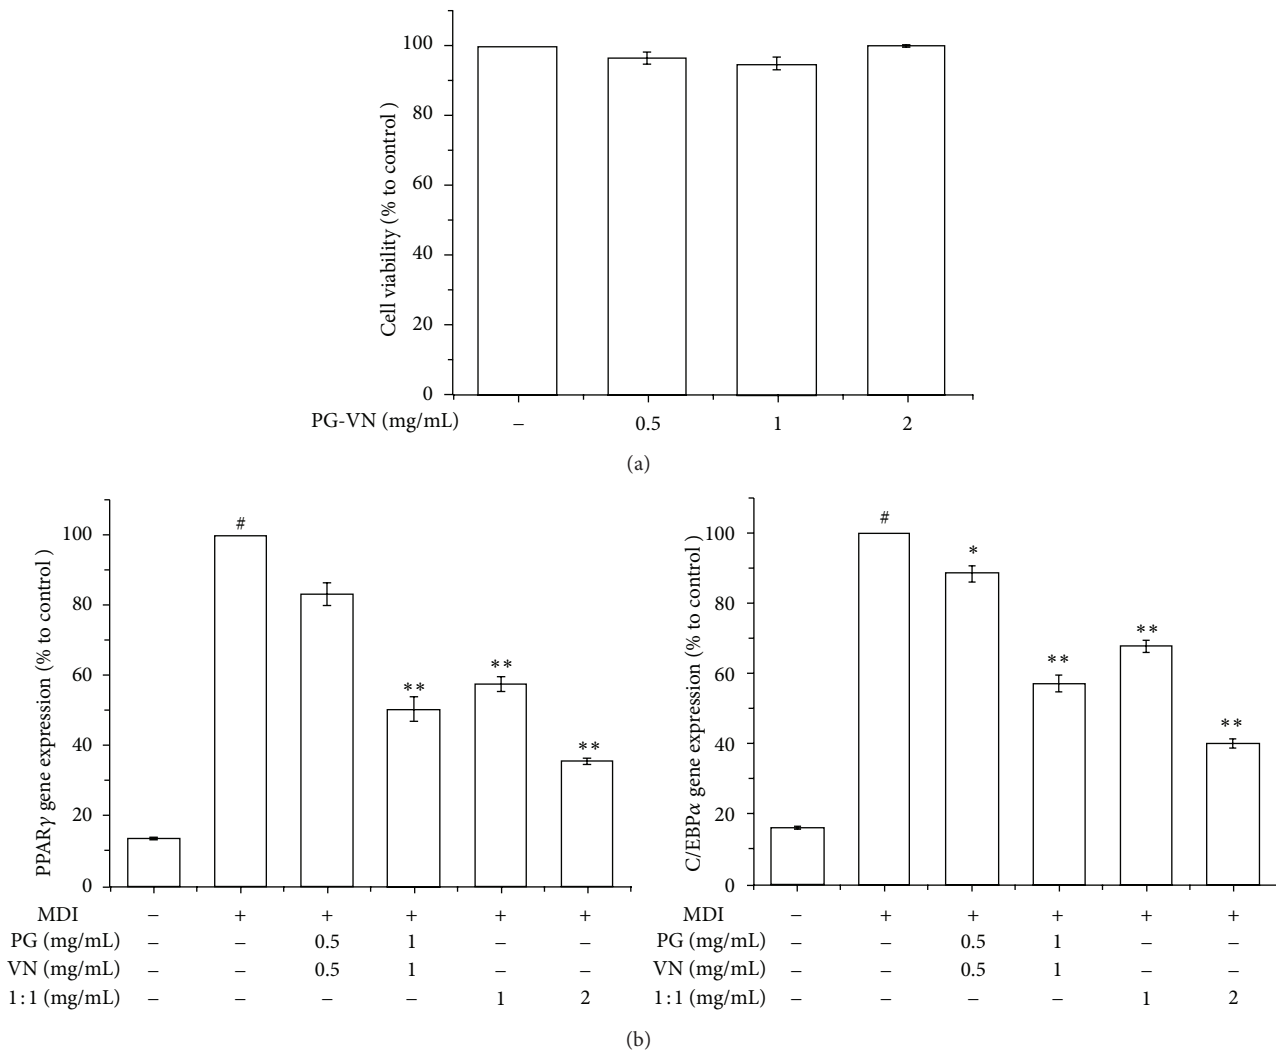 100
80
60
40
20
0
Cell viability (% to control)
PG-VN (mg/mL) – 0.5 1 2
(a)
100
80
60
40
20
0
PPARγ gene expression (% to control)
# ** ** **
MDI – + + + + +
PG (mg/mL) – – 0.5 1 – –
VN (mg/mL) – – 0.5 1 – –
1:1 (mg/mL) – – – – 1 2
100
80
60
40
20
0
C/EBPα gene expression (% to control)
# * ** ** **
MDI – + + + + +
PG (mg/mL) – – 0.5 1 – –
VN (mg/mL) – – 0.5 1 – –
1:1 (mg/mL) – – – – 1 2
(b)